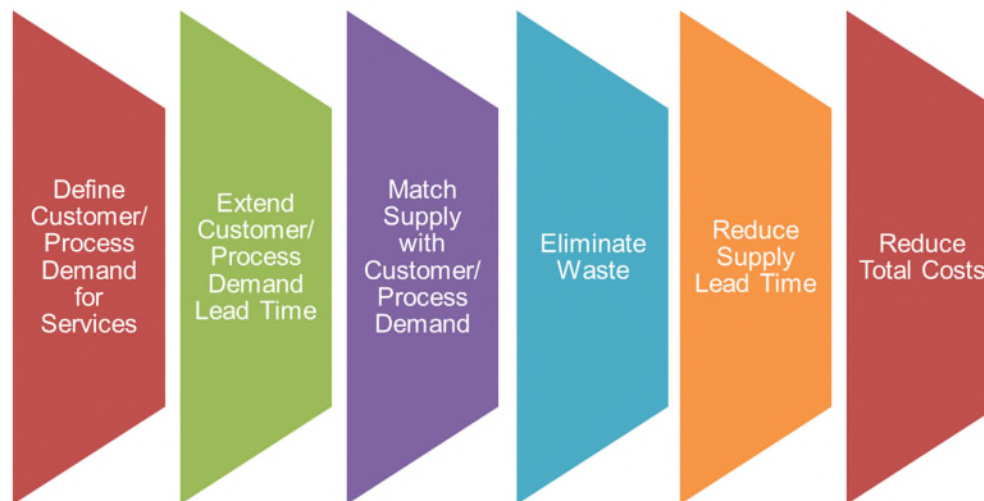 Define
Customer/
Process
Demand
for
Services
Extend
Customer/
Process
Demand
Lead Time
Match
Supply
with
Customer/
Process
Demand
Eliminate
Waste
Reduce
Supply
Lead Time
Reduce
Total Costs